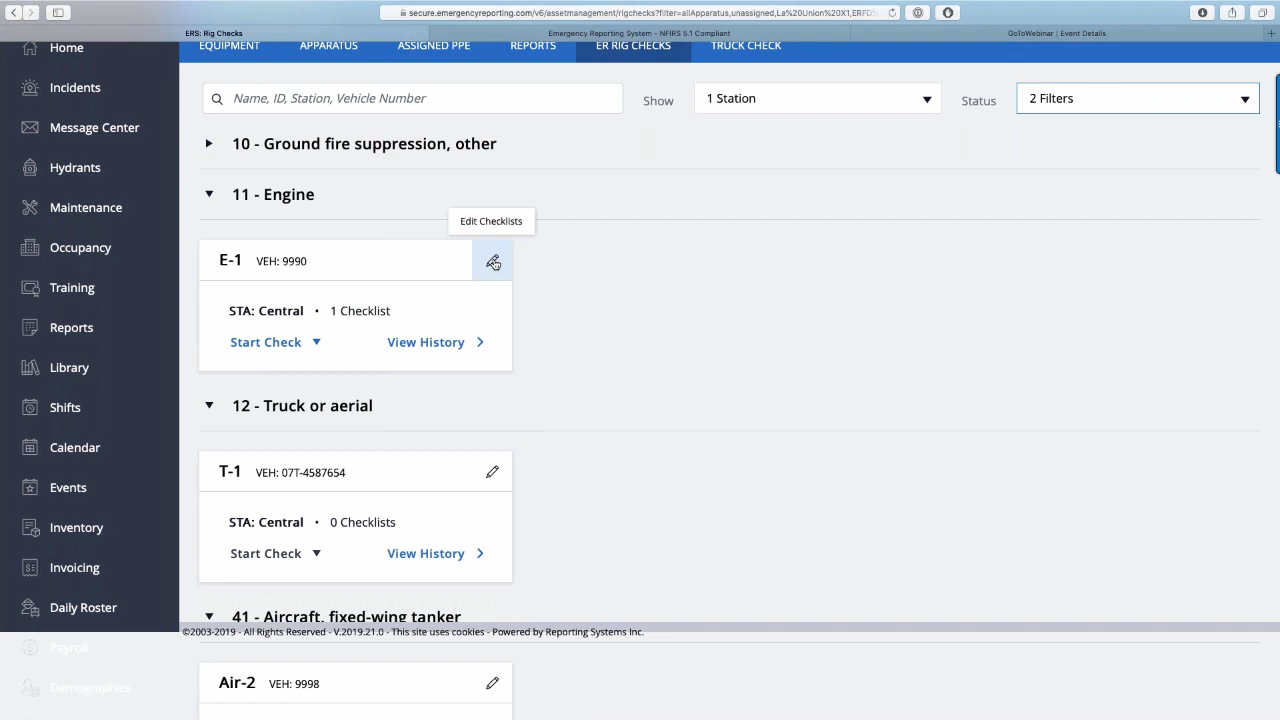 secure.emergencyreporting.com/v6/assetmanagement/rigchecks?filter=allApparatus,unassigned,La%20Union%20X1,ERFD
ERS: Rig Checks
Emergency Reporting System - NFIRS 5.1 Compliant
GoToWebinar | Event Details
EQUIPMENT APPARATUS ASSIGNED PPE REPORTS ER RIG CHECKS TRUCK CHECK
Home
Incidents
Message Center
Hydrants
Maintenance
Occupancy
Training
Reports
Library
Shifts
Calendar
Events
Inventory
Invoicing
Daily Roster
Payroll
Demographics
Name, ID, Station, Vehicle Number
Show
1 Station
Status
2 Filters
10 - Ground fire suppression, other
11 - Engine
Edit Checklists
E-1 VEH: 9990
STA: Central • 1 Checklist
Start Check View History
12 - Truck or aerial
T-1 VEH: 07T-4587654
STA: Central • 0 Checklists
Start Check View History
41 - Aircraft, fixed-wing tanker
©2003-2019 - All Rights Reserved - V.2019.21.0 - This site uses cookies - Powered by Reporting Systems Inc.
Air-2 VEH: 9998